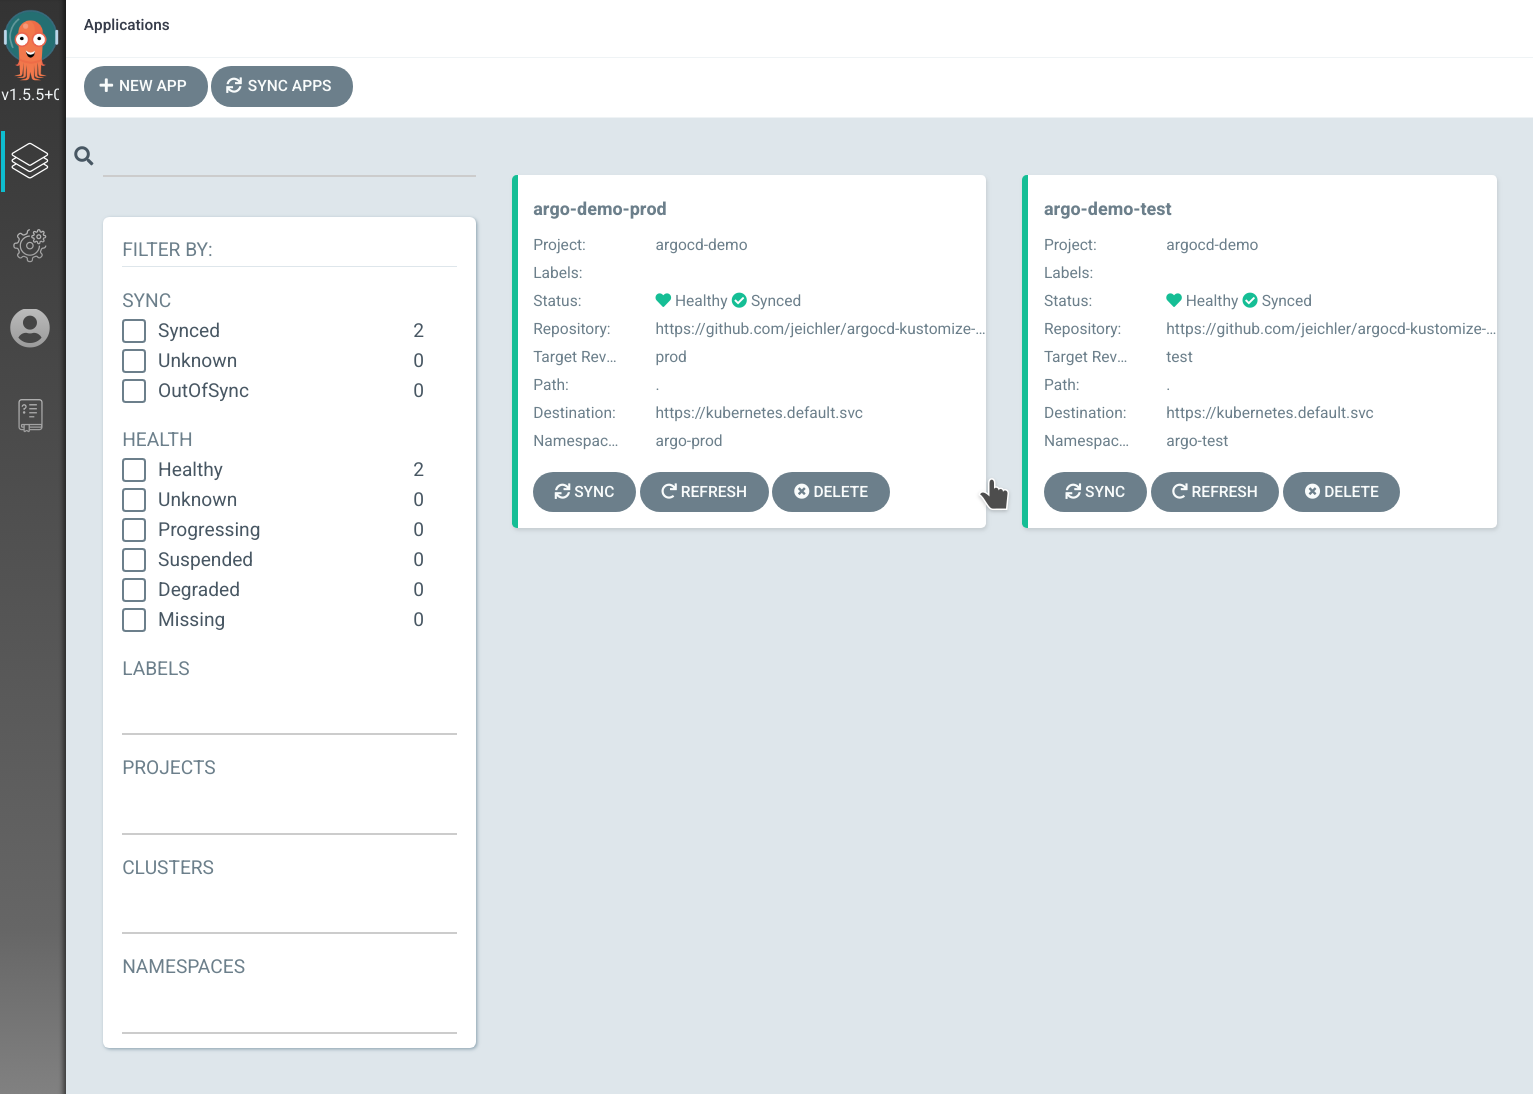 Applications
v1.5.5+0
NEW APP
SYNC APPS
FILTER BY:
SYNC
Synced 2
Unknown 0
OutOfSync 0
HEALTH
Healthy 2
Unknown 0
Progressing 0
Suspended 0
Degraded 0
Missing 0
LABELS
PROJECTS
CLUSTERS
NAMESPACES
argo-demo-prod
Project: argocd-demo
Labels:
Status: Healthy Synced
Repository: https://github.com/jeichler/argocd-kustomize-...
Target Rev... prod
Path: .
Destination: https://kubernetes.default.svc
Namespac... argo-prod
SYNC REFRESH DELETE
argo-demo-test
Project: argocd-demo
Labels:
Status: Healthy Synced
Repository: https://github.com/jeichler/argocd-kustomize-...
Target Rev... test
Path: .
Destination: https://kubernetes.default.svc
Namespac... argo-test
SYNC REFRESH DELETE